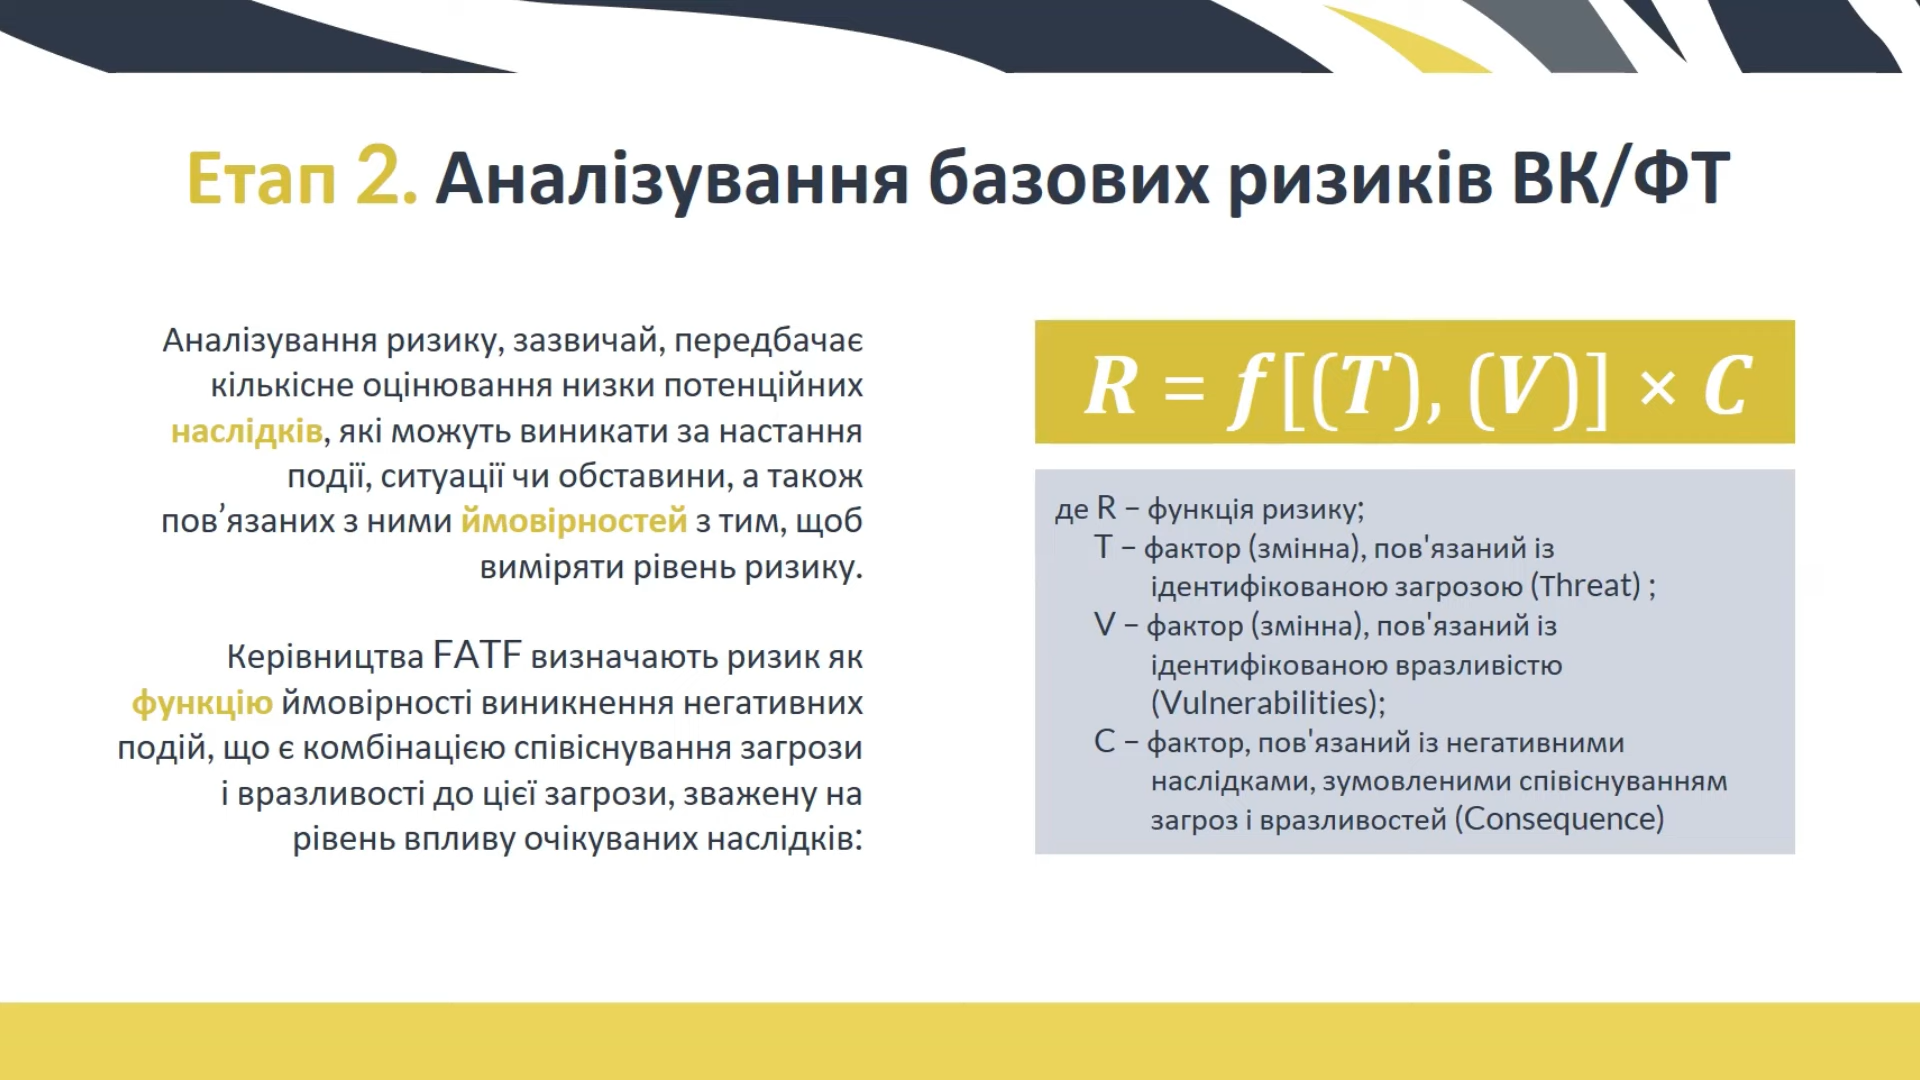 Етап 2. Аналізування базових ризиків ВК/ФТ
Аналізування ризику, зазвичай, передбачає
кількісне оцінювання низки потенційних
наслідків, які можуть виникати за настання
події, ситуації чи обставини, а також
пов’язаних з ними ймовірностей з тим, щоб
виміряти рівень ризику.
Керівництва FATF визначають ризик як
функцію ймовірності виникнення негативних
подій, що є комбінацією співіснування загрози
і вразливості до цієї загрози, зважену на
рівень впливу очікуваних наслідків:
R = f[(T), (V)] × C
де R – функція ризику;
T – фактор (змінна), пов'язаний із
ідентифікованою загрозою (Threat) ;
V – фактор (змінна), пов'язаний із
ідентифікованою вразливістю
(Vulnerabilities);
C – фактор, пов'язаний із негативними
наслідками, зумовленими співіснуванням
загроз і вразливостей (Consequence)